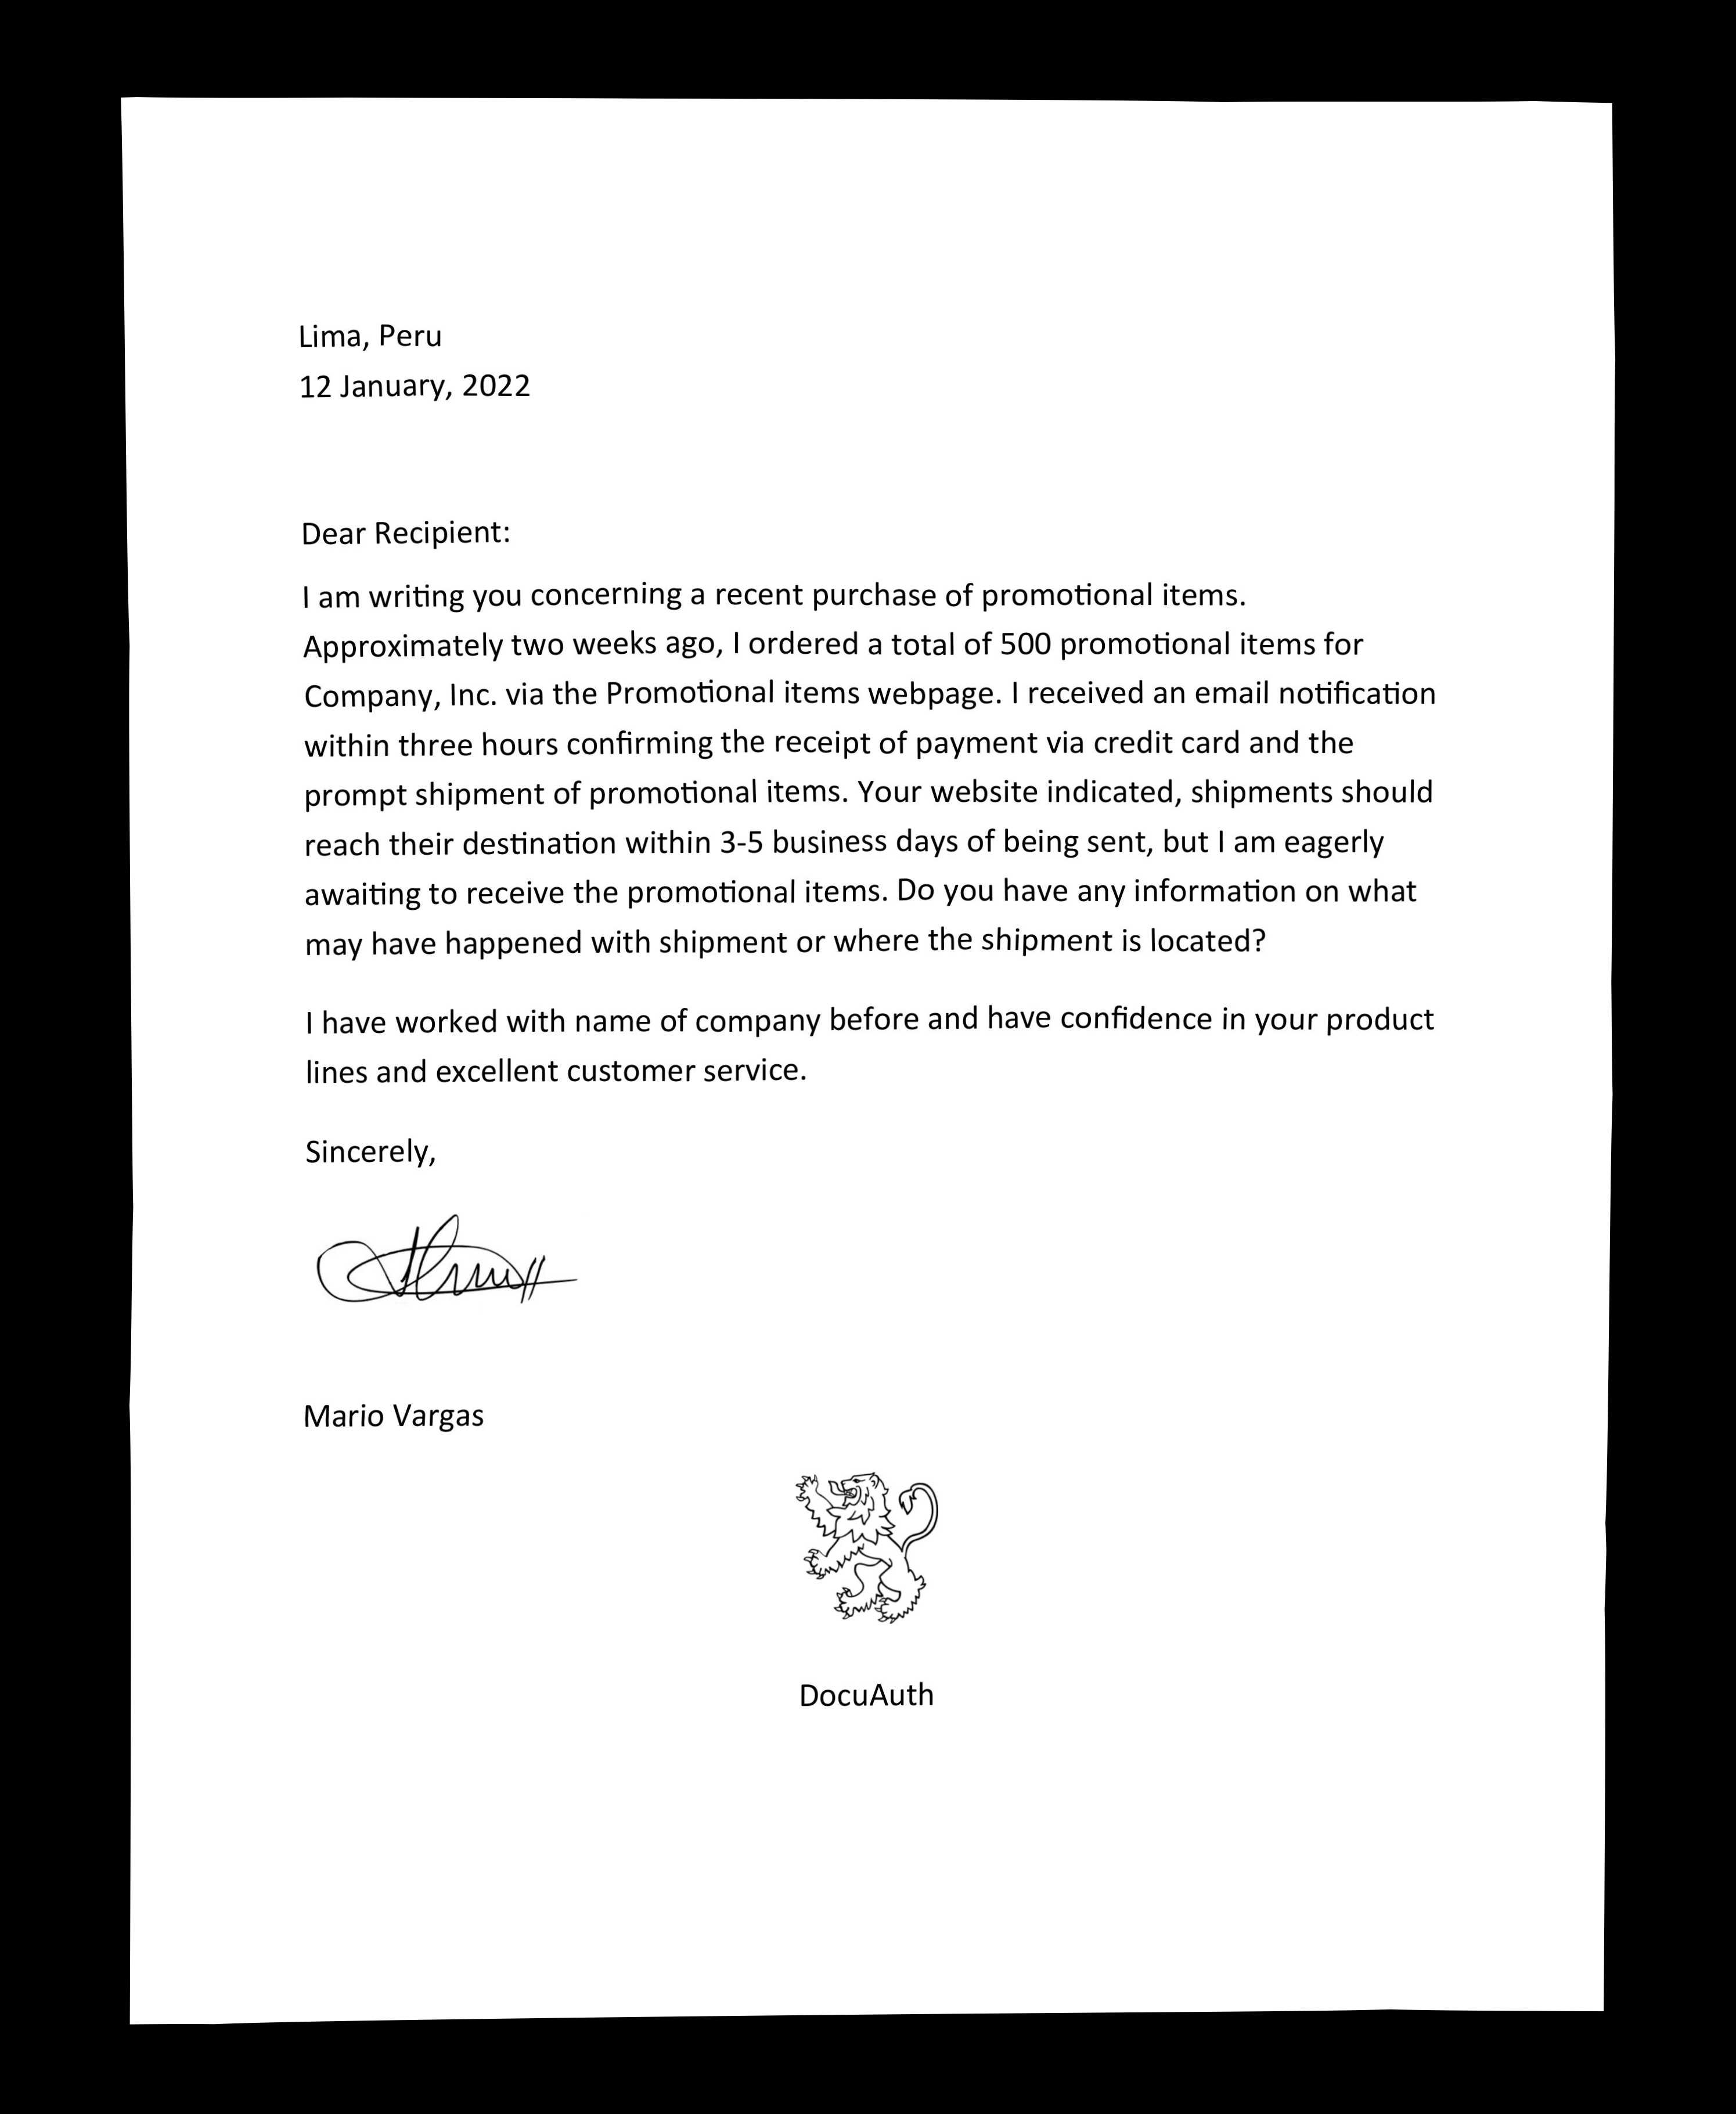 Lima, Peru
12 January, 2022
Dear Recipient:
I am writing you concerning a recent purchase of promotional items.
Approximately two weeks ago, I ordered a total of 500 promotional items for
Company, Inc. via the Promotional items webpage. I received an email notification
within three hours confirming the receipt of payment via credit card and the
prompt shipment of promotional items. Your website indicated, shipments should
reach their destination within 3-5 business days of being sent, but I am eagerly
awaiting to receive the promotional items. Do you have any information on what
may have happened with shipment or where the shipment is located?
I have worked with name of company before and have confidence in your product
lines and excellent customer service.
Sincerely,
Mario Vargas
DocuAuth